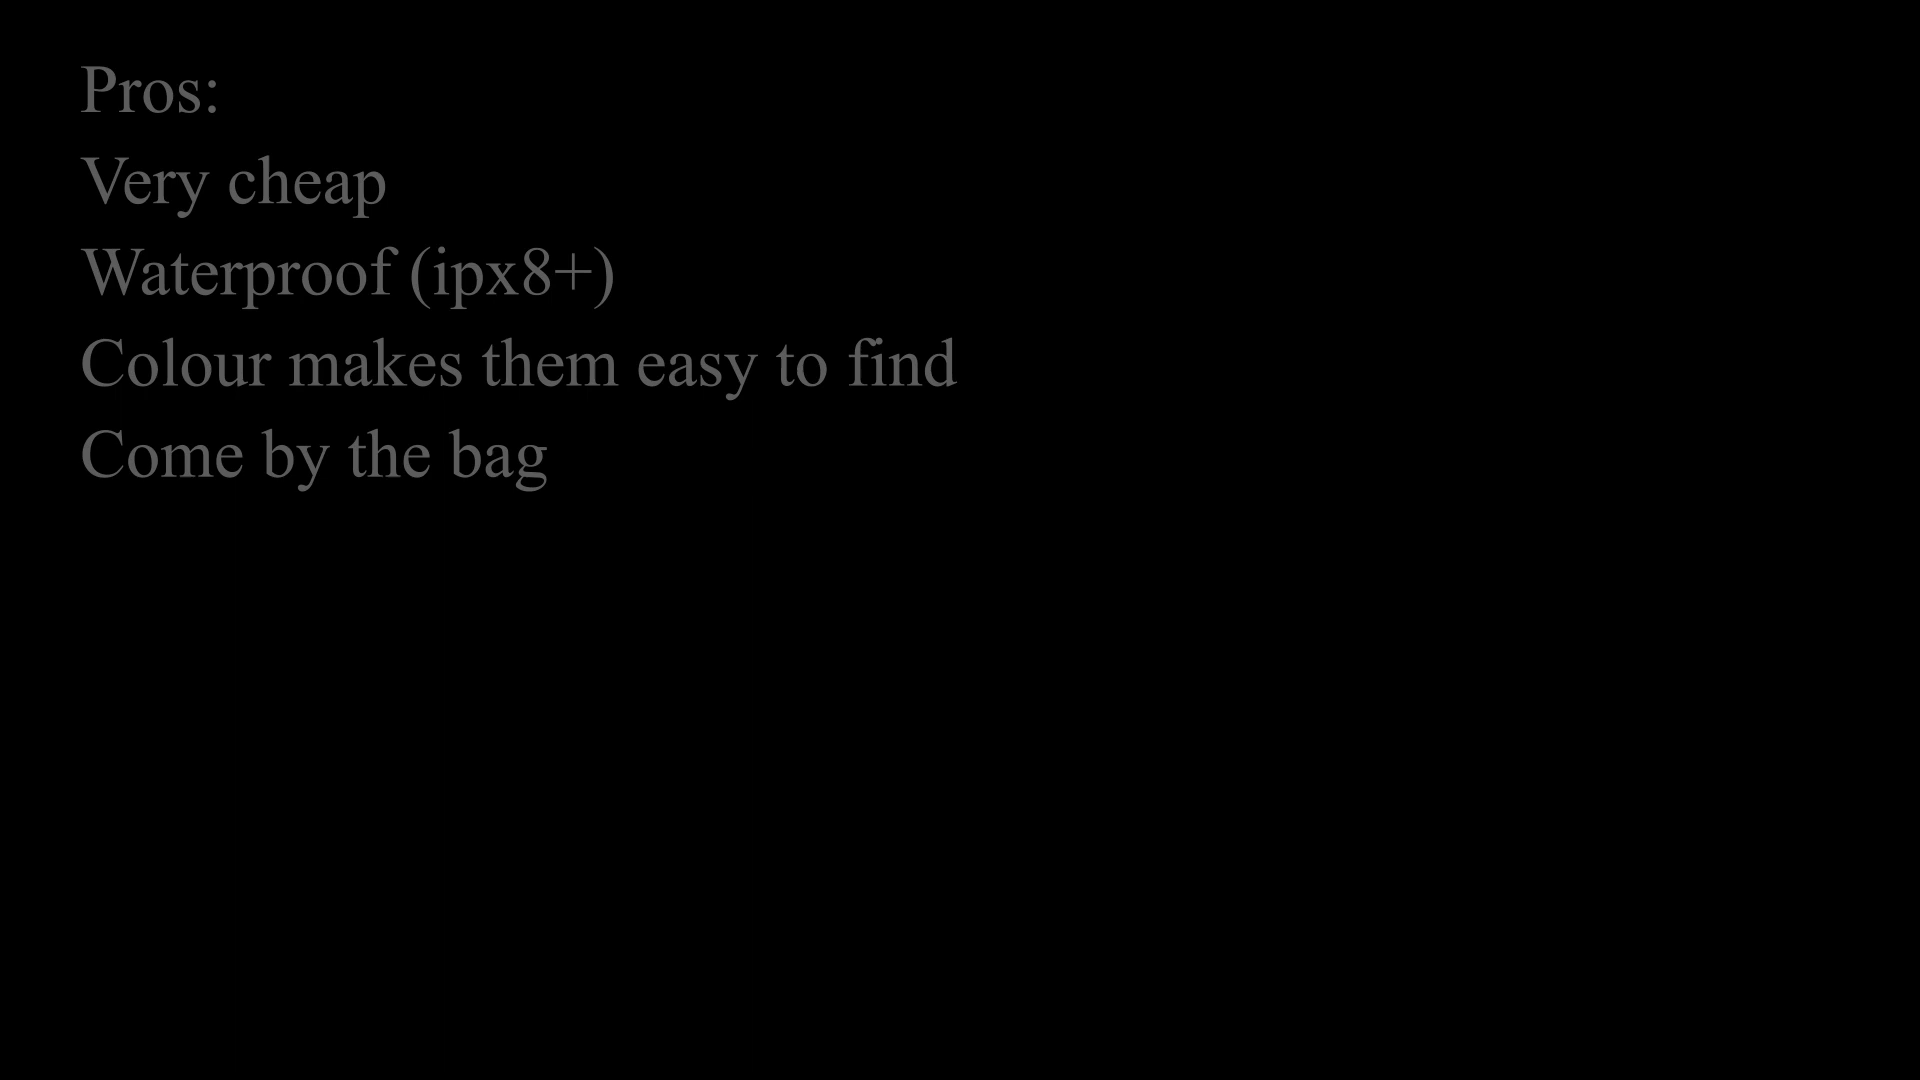 Pros:
Very cheap
Waterproof (ipx8+)
Colour makes them easy to find
Come by the bag